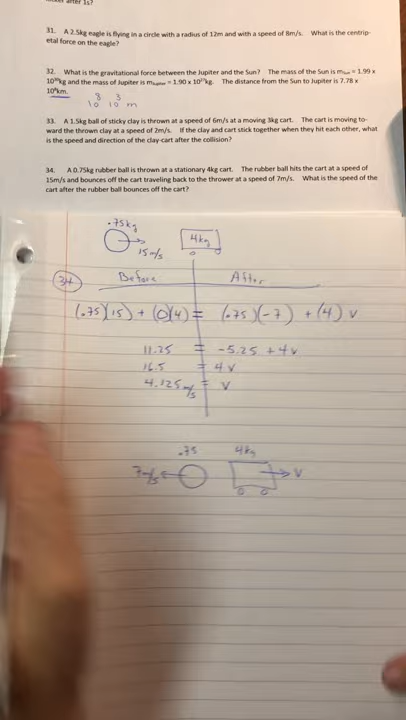 after 1s?
31. A 2.5kg eagle is flying in a circle with a radius of 12m and with a speed of 8m/s. What is the centrip-
etal force on the eagle?
32. What is the gravitational force between the Jupiter and the Sun? The mass of the Sun is mSun = 1.99 x
10³⁰kg and the mass of Jupiter is mJupiter = 1.90 x 10²⁷kg. The distance from the Sun to Jupiter is 7.78 x
10⁸km.
10⁸ 10³ m
33. A 1.5kg ball of sticky clay is thrown at a speed of 6m/s at a moving 3kg cart. The cart is moving to-
ward the thrown clay at a speed of 2m/s. If the clay and cart stick together when they hit each other, what
is the speed and direction of the clay-cart after the collision?
34. A 0.75kg rubber ball is thrown at a stationary 4kg cart. The rubber ball hits the cart at a speed of
15m/s and bounces off the cart traveling back to the thrower at a speed of 7m/s. What is the speed of the
cart after the rubber ball bounces off the cart?
.75kg
4kg
15m/s
34 Before After
(.75)(15) + (0)(4) = (.75)(-7) + (4) v
11.25 = -5.25 + 4v
16.5 = 4v
4.125 m/s = v
.75 4kg
7m/s v